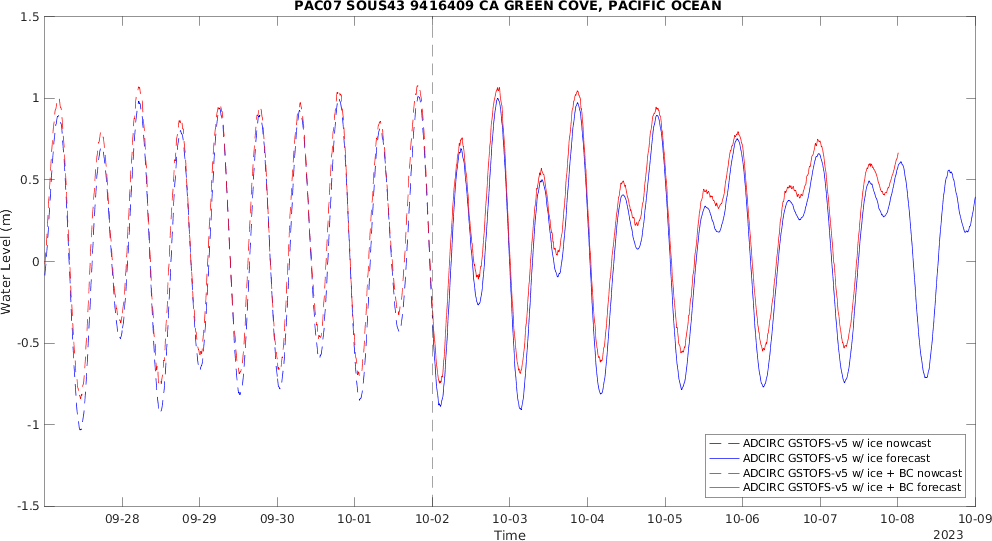 PAC07 SOUS43 9416409 CA GREEN COVE, PACIFIC OCEAN
1.5
1
0.5
0
-0.5
-1
-1.5
Water Level (m)
ADCIRC GSTOFS-v5 w/ ice nowcast
ADCIRC GSTOFS-v5 w/ ice forecast
ADCIRC GSTOFS-v5 w/ ice + BC nowcast
ADCIRC GSTOFS-v5 w/ ice + BC forecast
09-28 09-29 09-30 10-01 10-02 10-03 10-04 10-05 10-06 10-07 10-08 10-09
Time
2023